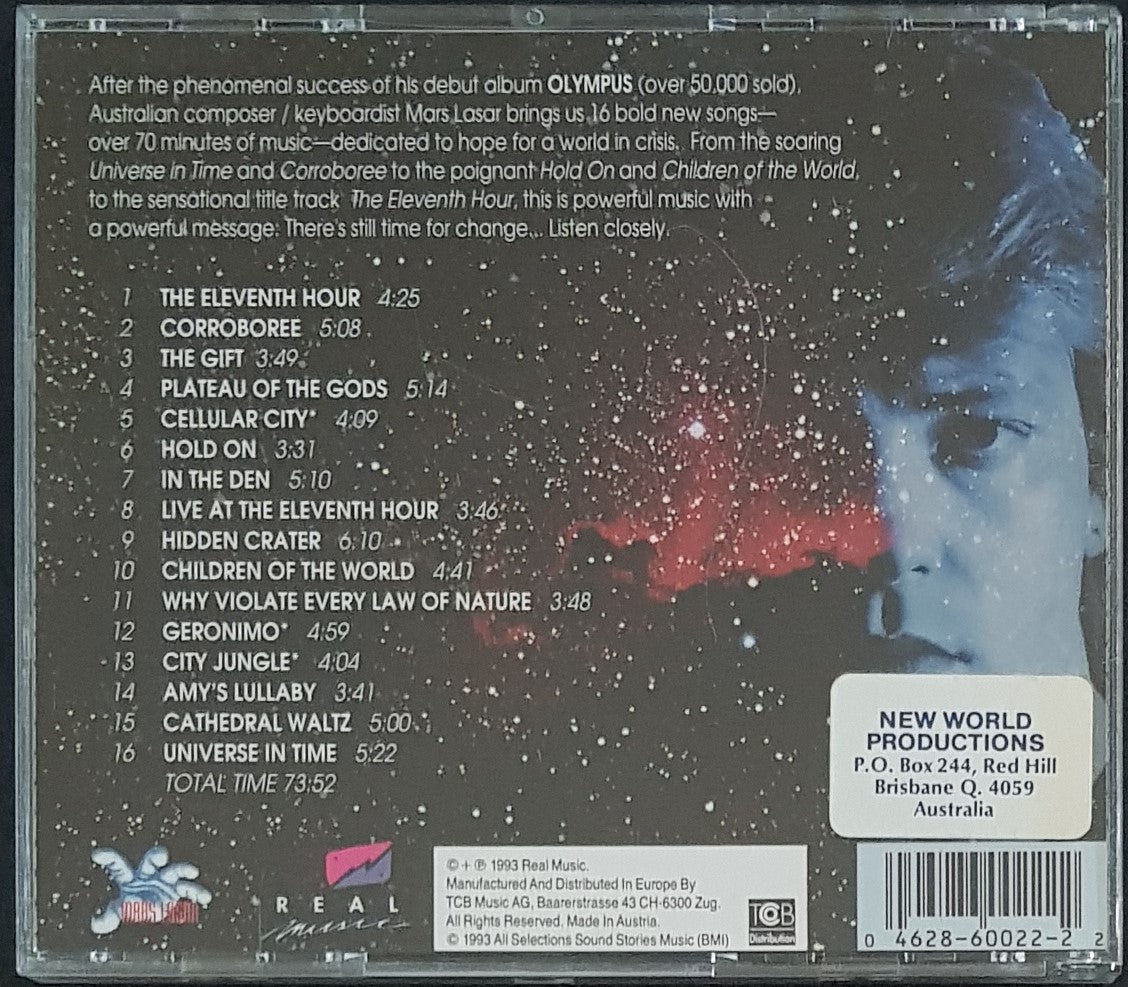 After the phenomenal success of his debut album OLYMPUS (over 50,000 sold),
Australian composer / keyboardist Mars Lasar brings us 16 bold new songs—
over 70 minutes of music—dedicated to hope for a world in crisis. From the soaring
Universe in Time and Corroboree to the poignant Hold On and Children of the World,
to the sensational title track The Eleventh Hour, this is powerful music with
a powerful message: There's still time for change... Listen closely.
1 THE ELEVENTH HOUR 4:25
2 CORROBOREE 5:08
3 THE GIFT 3:49
4 PLATEAU OF THE GODS 5:14
5 CELLULAR CITY* 4:09
6 HOLD ON 3:31
7 IN THE DEN 5:10
8 LIVE AT THE ELEVENTH HOUR 3:46
9 HIDDEN CRATER 6:10
10 CHILDREN OF THE WORLD 4:41
11 WHY VIOLATE EVERY LAW OF NATURE 3:48
12 GERONIMO* 4:59
13 CITY JUNGLE* 4:04
14 AMY'S LULLABY 3:41
15 CATHEDRAL WALTZ 5:00
16 UNIVERSE IN TIME 5:22
TOTAL TIME 73:52
NEW WORLD
PRODUCTIONS
P.O. Box 244, Red Hill
Brisbane Q. 4059
Australia
MARS LASAR
REAL
music
© + ℗ 1993 Real Music.
Manufactured And Distributed In Europe By
TCB Music AG, Baarerstrasse 43 CH-6300 Zug.
All Rights Reserved. Made In Austria.
© 1993 All Selections Sound Stories Music (BMI)
TCB
Distribution
0 4628-60022-2 2